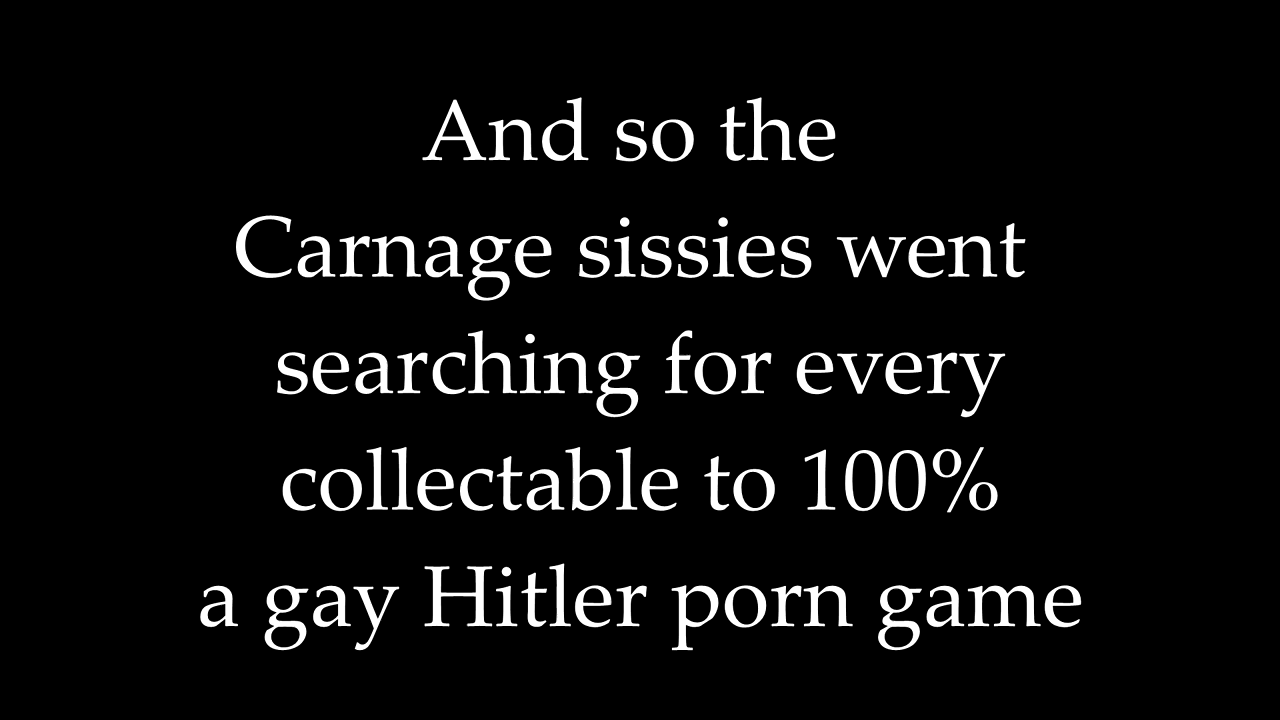 And so the
Carnage sissies went
searching for every
collectable to 100%
a gay Hitler porn game